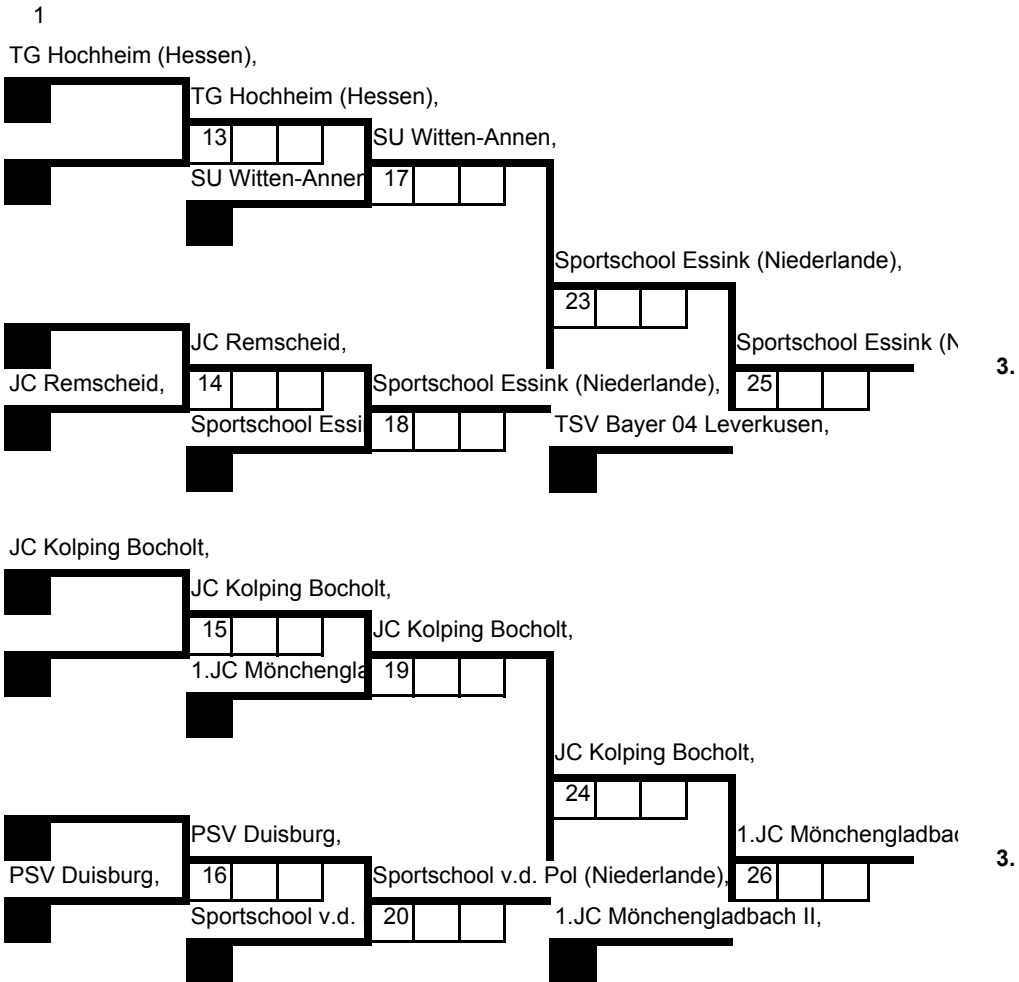 1
TG Hochheim (Hessen),
TG Hochheim (Hessen),
13
SU Witten-Annen,
SU Witten-Annen
17
Sportschool Essink (Niederlande),
23
JC Remscheid,
Sportschool Essink (N
3.
JC Remscheid,
14
Sportschool Essink (Niederlande),
25
Sportschool Essi
18
TSV Bayer 04 Leverkusen,
JC Kolping Bocholt,
JC Kolping Bocholt,
15
JC Kolping Bocholt,
1.JC Mönchengla
19
JC Kolping Bocholt,
24
PSV Duisburg,
1.JC Mönchengladbac
3.
PSV Duisburg,
16
Sportschool v.d. Pol (Niederlande),
26
Sportschool v.d.
20
1.JC Mönchengladbach II,